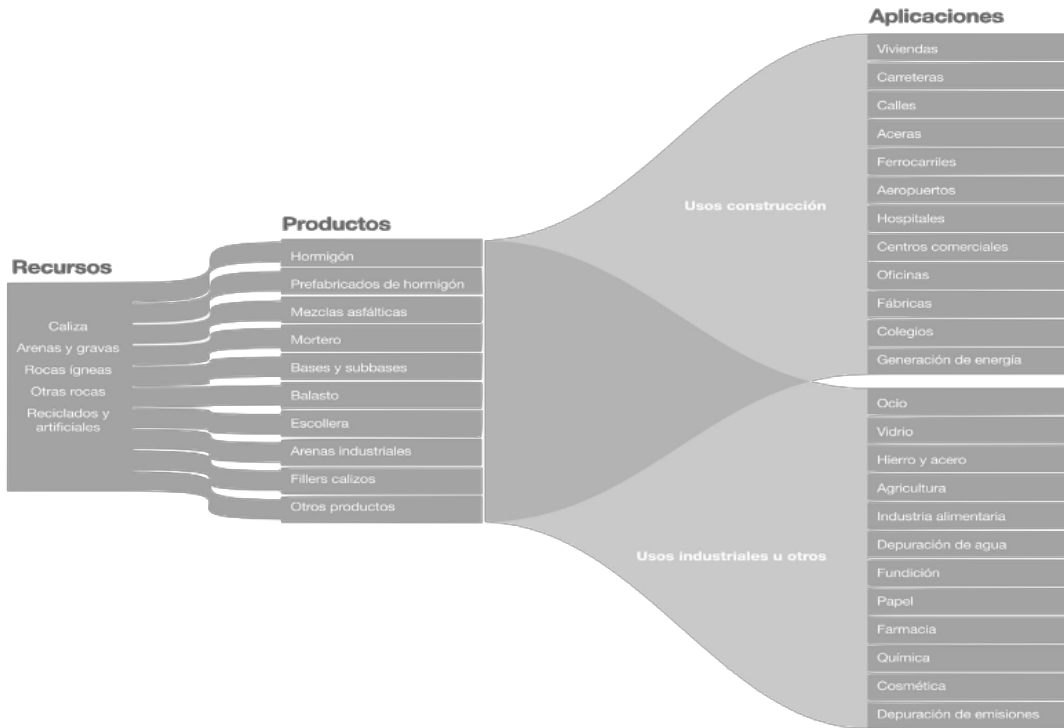 Recursos
Caliza
Arenas y gravas
Rocas ígneas
Otras rocas
Reciclados y
artificiales
Productos
Hormigón
Prefabricados de hormigón
Mezclas asfálticas
Mortero
Bases y subbases
Balasto
Escollera
Arenas industriales
Fillers calizos
Otros productos
Usos construcción
Usos industriales u otros
Aplicaciones
Viviendas
Carreteras
Calles
Aceras
Ferrocarriles
Aeropuertos
Hospitales
Centros comerciales
Oficinas
Fábricas
Colegios
Generación de energía
Ocio
Vidrio
Hierro y acero
Agricultura
Industria alimentaria
Depuración de agua
Fundición
Papel
Farmacia
Química
Cosmética
Depuración de emisiones